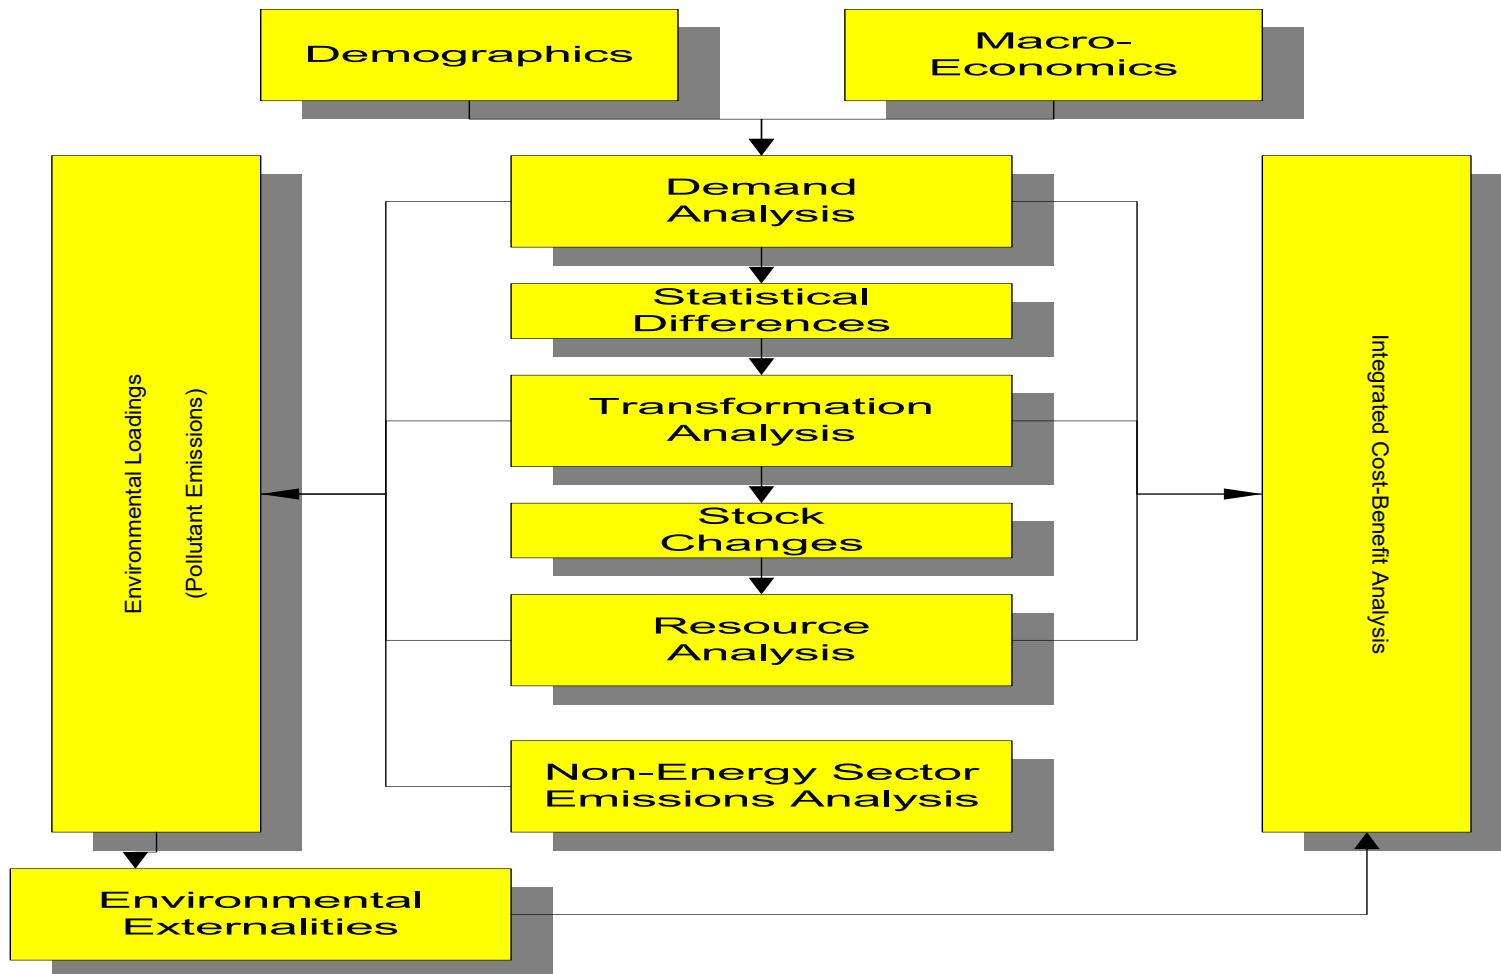 Demographics
Macro-
Economics
Demand
Analysis
Statistical
Differences
Transformation
Analysis
Stock
Changes
Resource
Analysis
Non-Energy Sector
Emissions Analysis
Environmental Loadings
(Pollutant Emissions)
Integrated Cost-Benefit Analysis
Environmental
Externalities